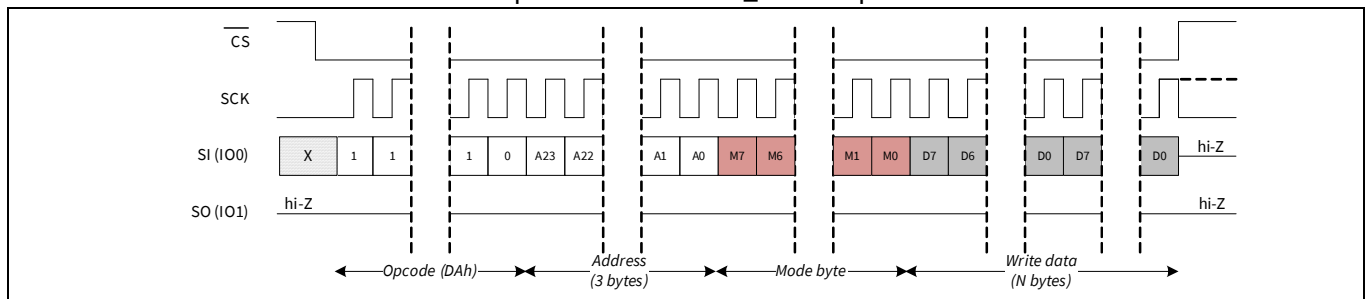 CS
SCK
SI (IO0) X 1 1 1 0 A23 A22 A1 A0 M7 M6 M1 M0 D7 D6 D0 D7 D0 hi-Z
hi-Z
SO (IO1) hi-Z
Opcode (DAh) Address Mode byte Write data
(3 bytes) (N bytes)